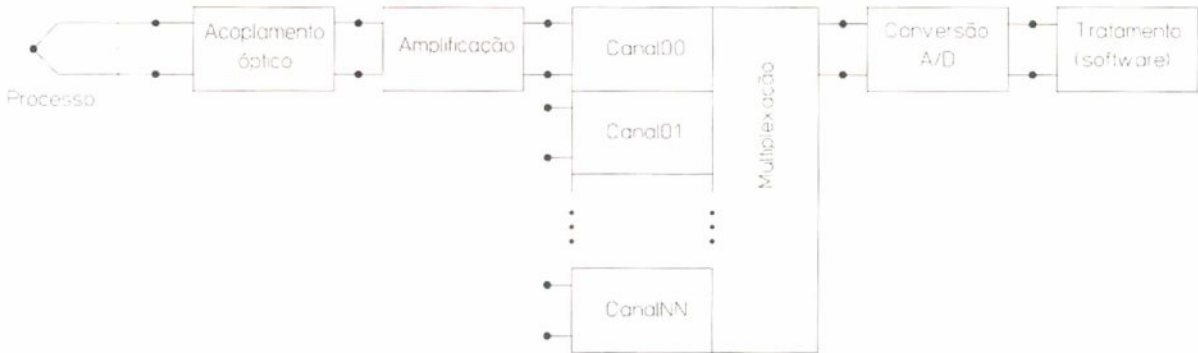 Processo
Acoplamento
óptico
Amplificação
Canal00
Canal01
CanalNN
Multiplexação
Conversão
A/D
Tratamento
(software)